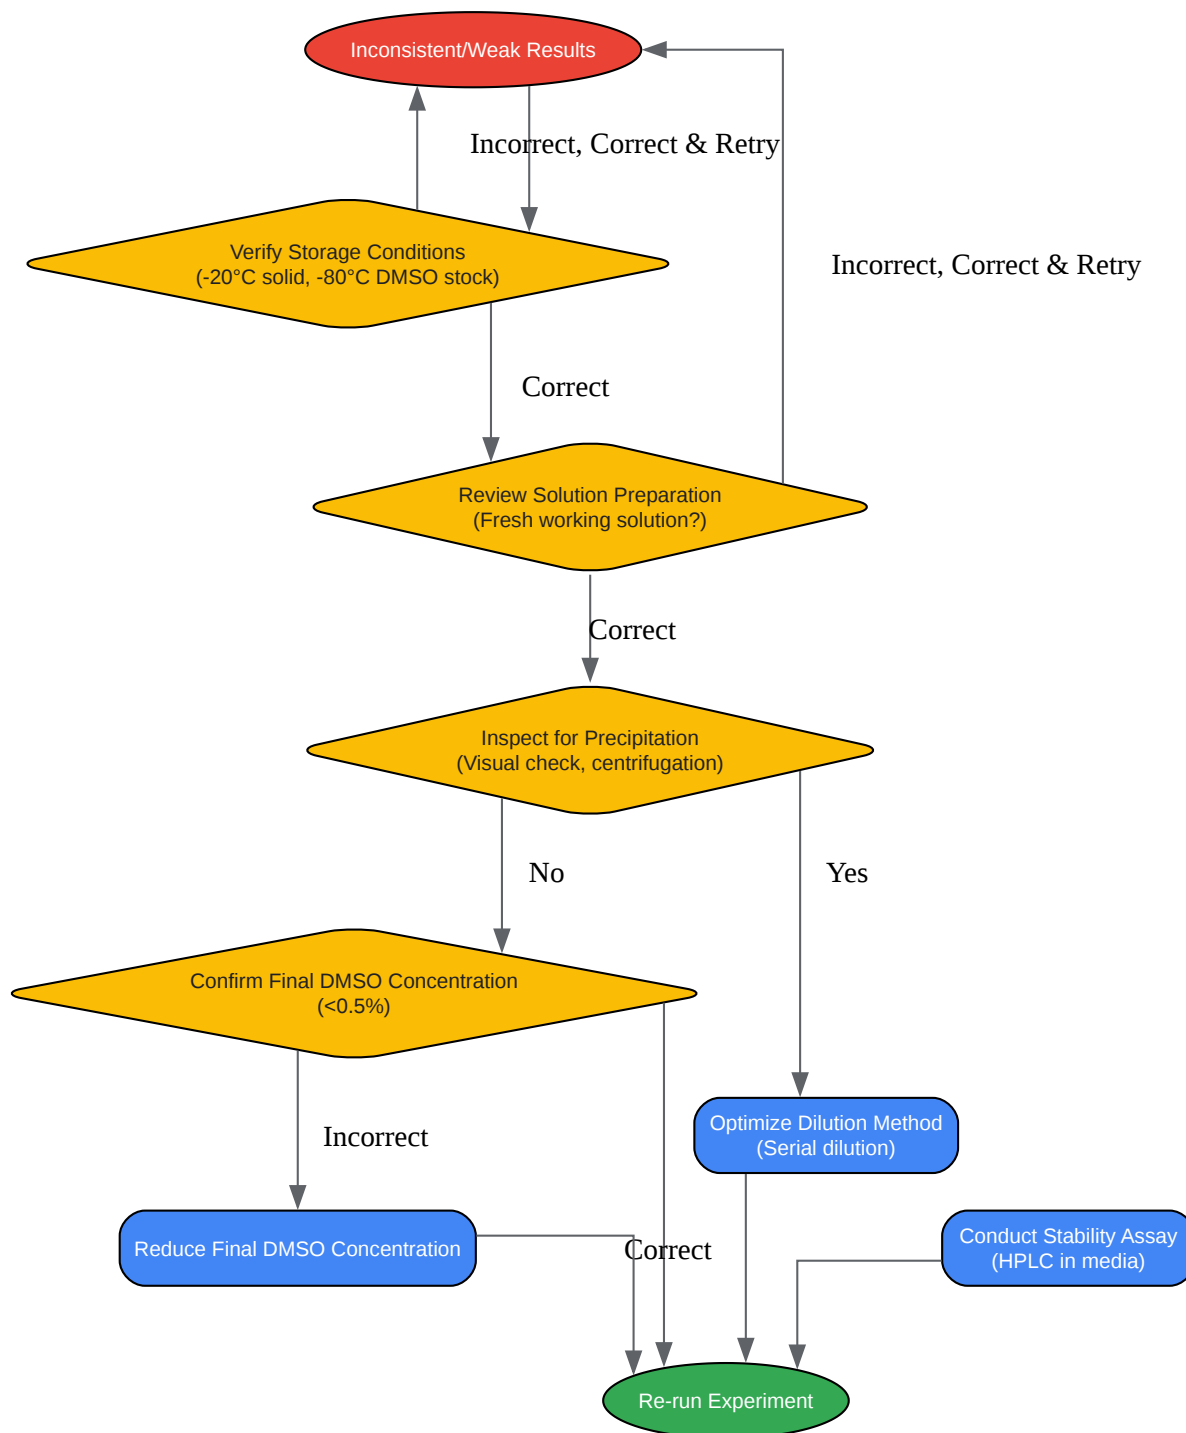 Inconsistent/Weak Results
Incorrect, Correct & Retry
Verify Storage Conditions
(-20°C solid, -80°C DMSO stock)
Incorrect, Correct & Retry
Correct
Review Solution Preparation
(Fresh working solution?)
Correct
Inspect for Precipitation
(Visual check, centrifugation)
No
Yes
Confirm Final DMSO Concentration
(<0.5%)
Optimize Dilution Method
(Serial dilution)
Incorrect
Reduce Final DMSO Concentration
Correct
Conduct Stability Assay
(HPLC in media)
Re-run Experiment